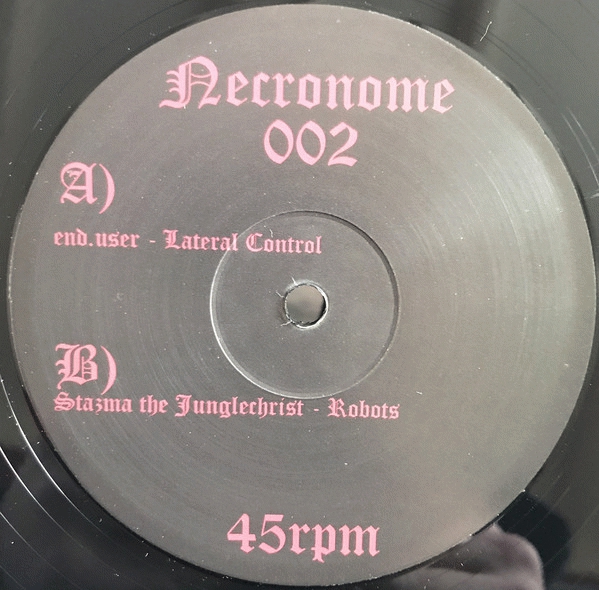 Necronome
002
A)
end.user - Lateral Control
B)
Stazma the Junglechrist - Robots
45rpm